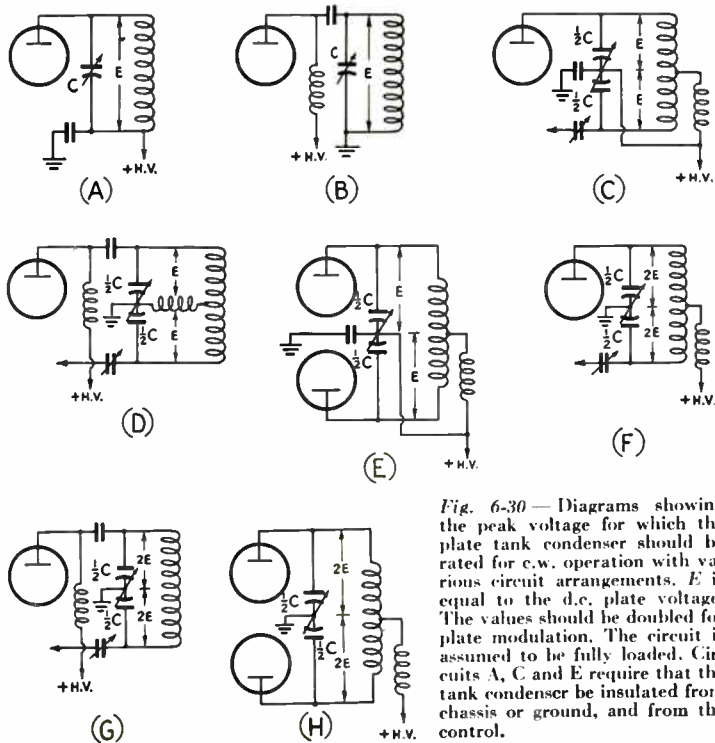 C E
+H.V.
(A)
C E
+H.V.
(B)
½C
E
½C
E
+H.V.
(C)
½C
E
½C
E
+H.V.
(D)
½C
E
½C
E
+H.V.
(E)
½C
2E
½C
2E
+H.V.
(F)
½C
2E
½C
2E
+H.V.
(G)
½C
2E
½C
2E
+H.V.
(H)
Fig. 6-30 — Diagrams showin
the peak voltage for which th
plate tank condenser should b
rated for c.w. operation with va
rious circuit arrangements. E i
equal to the d.c. plate voltage
The values should be doubled fo
plate modulation. The circuit i
assumed to be fully loaded. Cir
cuits A, C and E require that th
tank condenser be insulated fron
chassis or ground, and from th
control.